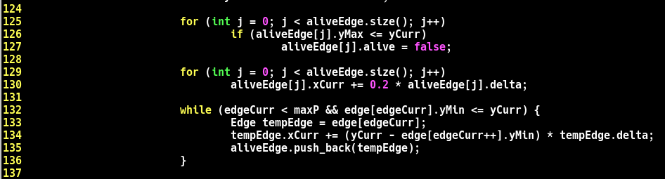 124
125 for (int j = 0; j < aliveEdge.size(); j++)
126 if (aliveEdge[j].yMax <= yCurr)
127 aliveEdge[j].alive = false;
128
129 for (int j = 0; j < aliveEdge.size(); j++)
130 aliveEdge[j].xCurr += 0.2 * aliveEdge[j].delta;
131
132 while (edgeCurr < maxP && edge[edgeCurr].yMin <= yCurr) {
133 Edge tempEdge = edge[edgeCurr];
134 tempEdge.xCurr += (yCurr - edge[edgeCurr++].yMin) * tempEdge.delta;
135 aliveEdge.push_back(tempEdge);
136 }
137